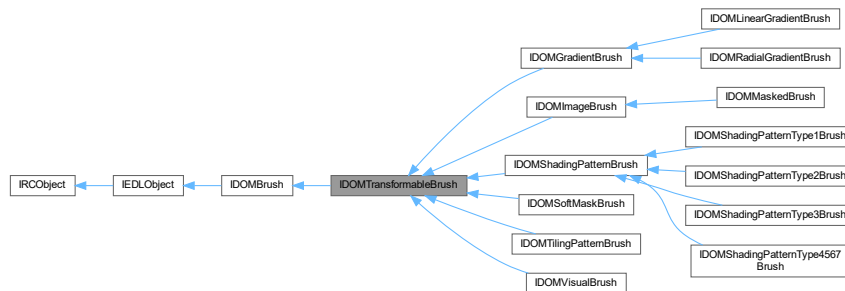 IDOMLinearGradientBrush
IDOMGradientBrush
IDOMRadialGradientBrush
IDOMImageBrush
IDOMMaskedBrush
IDOMShadingPatternType1Brush
IDOMShadingPatternBrush
IDOMShadingPatternType2Brush
IRCObject
IEDLObject
IDOMBrush
IDOMTransformableBrush
IDOMSoftMaskBrush
IDOMShadingPatternType3Brush
IDOMTilingPatternBrush
IDOMShadingPatternType4567
Brush
IDOMVisualBrush